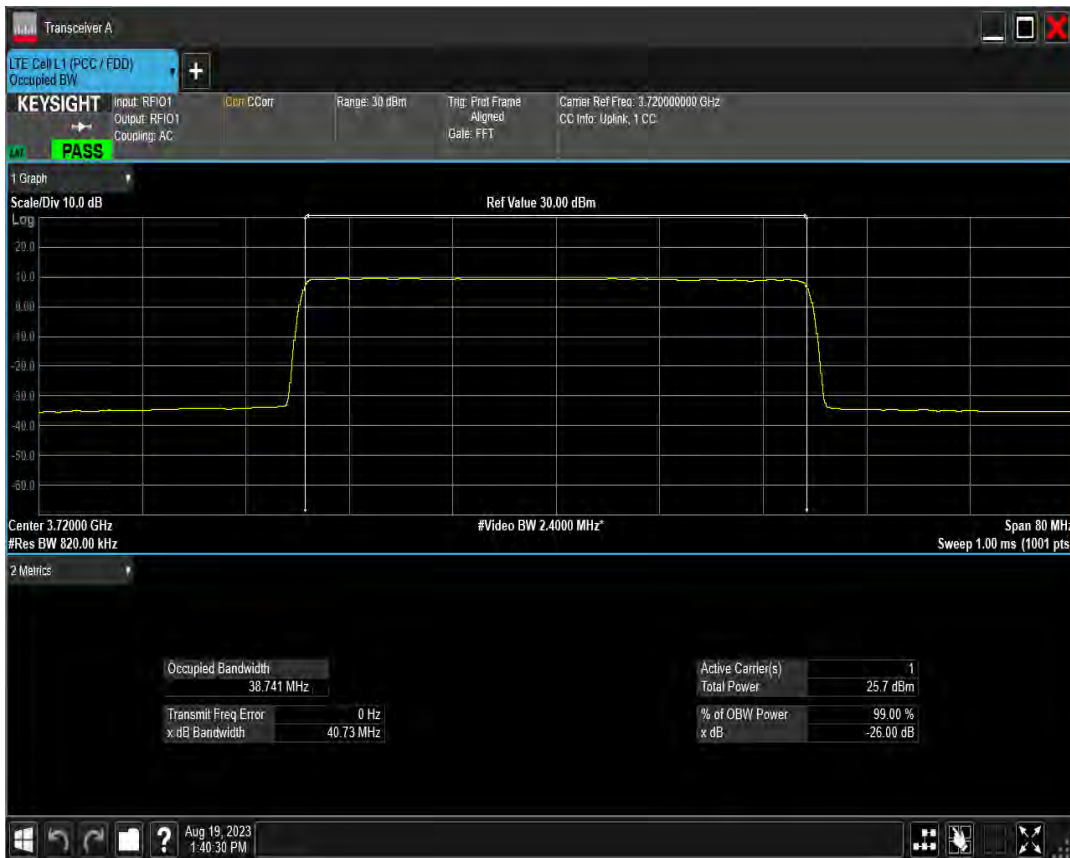 Transceiver A
LTE Cell L1 (PCC / FDD)
Occupied BW
+
KEYSIGHT
Input: RFIO1
Output: RFIO1
Coupling: AC
Corr CCorr
Range: 30 dBm
Trig: Prot Frame
Aligned
Gate: FFT
Carrier Ref Freq: 3.720000000 GHz
CC Info: Uplink, 1 CC
PASS
1 Graph
Scale/Div 10.0 dB
Ref Value 30.00 dBm
Log
20.0
10.0
0.00
-10.0
-20.0
-30.0
-40.0
-50.0
-60.0
Center 3.72000 GHz
#Video BW 2.4000 MHz*
Span 80 MHz
#Res BW 820.00 kHz
Sweep 1.00 ms (1001 pts
2 Metrics
Occupied Bandwidth
38.741 MHz
Transmit Freq Error 0 Hz
x dB Bandwidth 40.73 MHz
Active Carrier(s) 1
Total Power 25.7 dBm
% of OBW Power 99.00 %
x dB -26.00 dB
?
Aug 19, 2023
1:40:30 PM